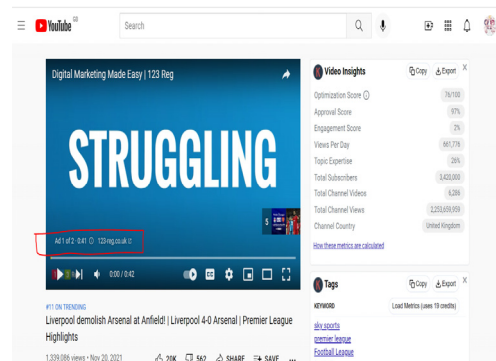 YouTube GB
Search
Digital Marketing Made Easy | 123 Reg
STRUGGLING
5
Ad 1 of 2 · 0:41
123-reg.co.uk
0:00 / 0:42
#11 ON TRENDING
Liverpool demolish Arsenal at Anfield! | Liverpool 4-0 Arsenal | Premier League
Highlights
1,339,086 views • Nov 20, 2021
20K
562
SHARE
SAVE
Video Insights
Copy
Export
X
Optimization Score
76/100
Approval Score
97%
Engagement Score
2%
Views Per Day
661,776
Topic Expertise
26%
Total Subscribers
3,420,000
Total Channel Videos
6,286
Total Channel Views
2,253,659,959
Channel Country
United Kingdom
How these metrics are calculated
Tags
Copy
Export
X
KEYWORD
Load Metrics (uses 19 credits)
sky sports
premier league
Football League